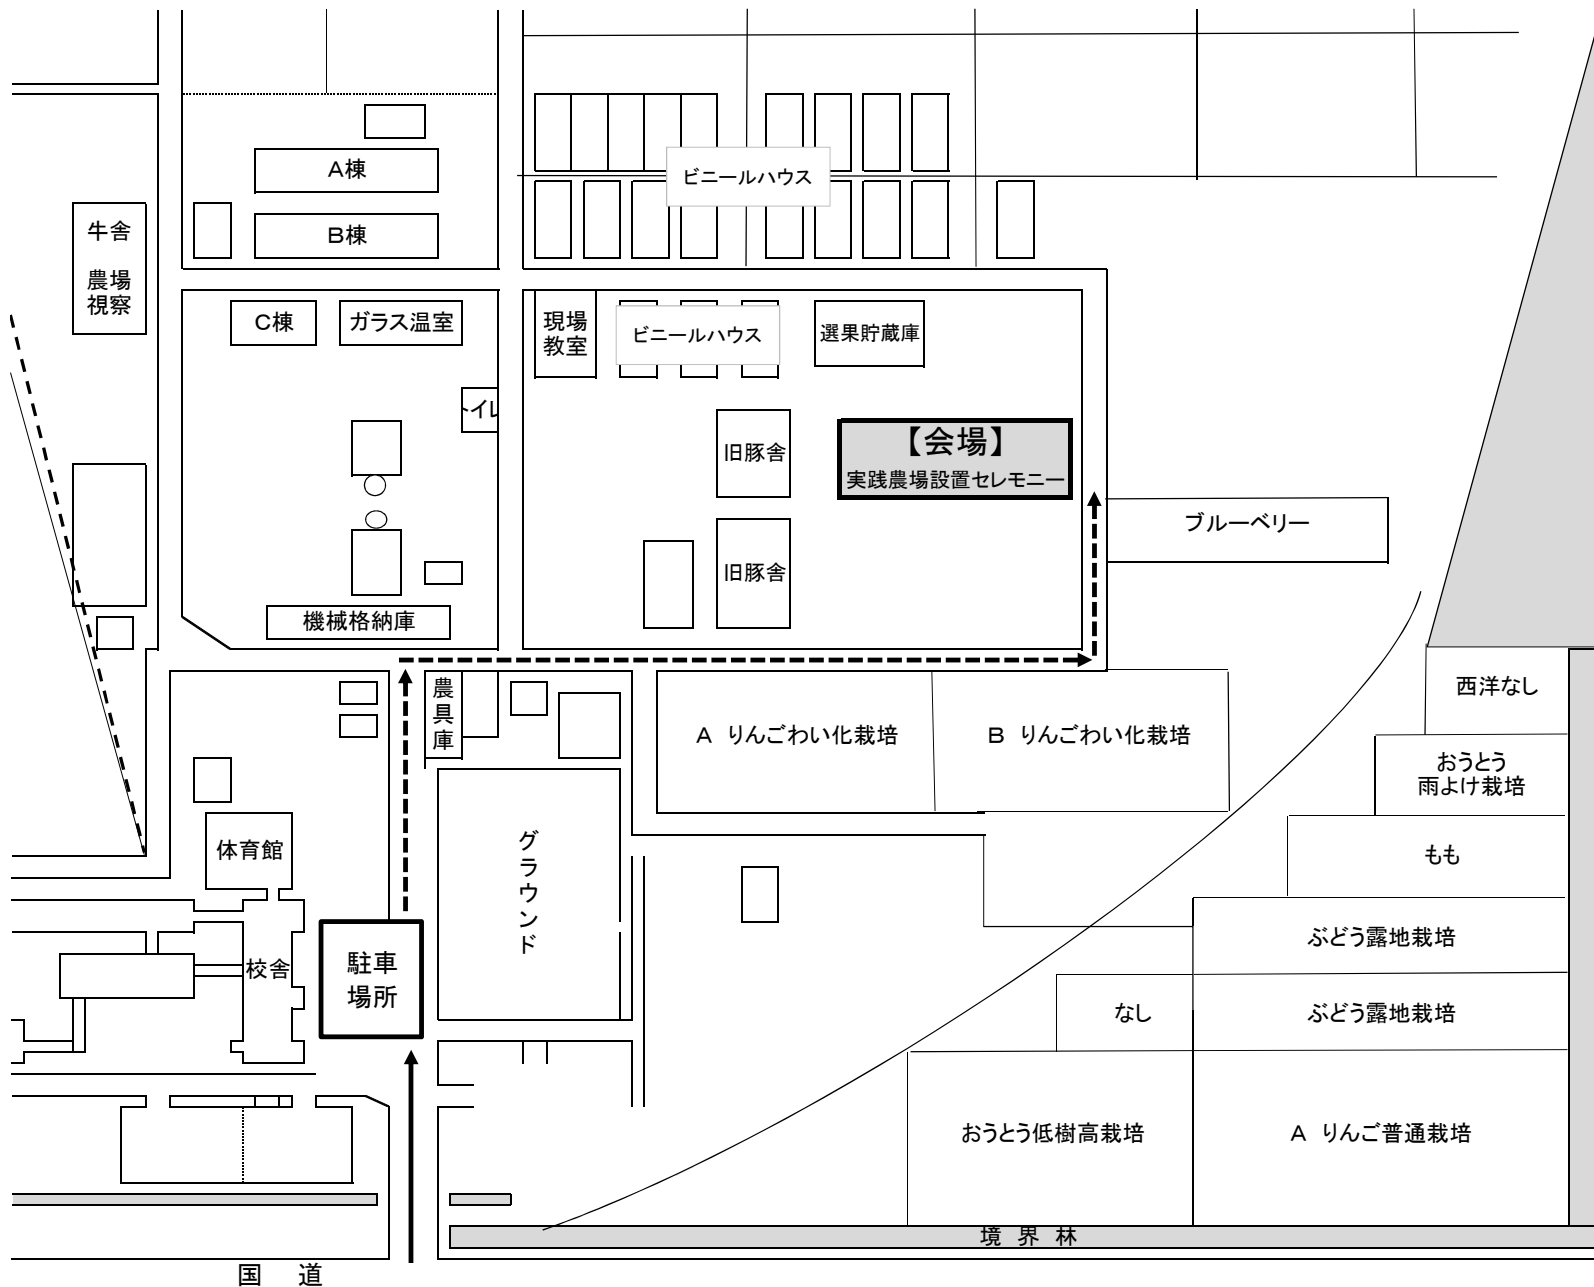 A棟
ビニールハウス
B棟
牛舎
農場
視察
C棟
ガラス温室
現場
教室
ビニールハウス
選果貯蔵庫
トイレ
旧豚舎
【会場】
実践農場設置セレモニー
ブルーベリー
旧豚舎
機械格納庫
農具庫
A りんごわい化栽培
B りんごわい化栽培
西洋なし
おうとう
雨よけ栽培
体育館
グラウンド
もも
ぶどう露地栽培
校舎
駐車
場所
なし
ぶどう露地栽培
おうとう低樹高栽培
A りんご普通栽培
境界林
国道